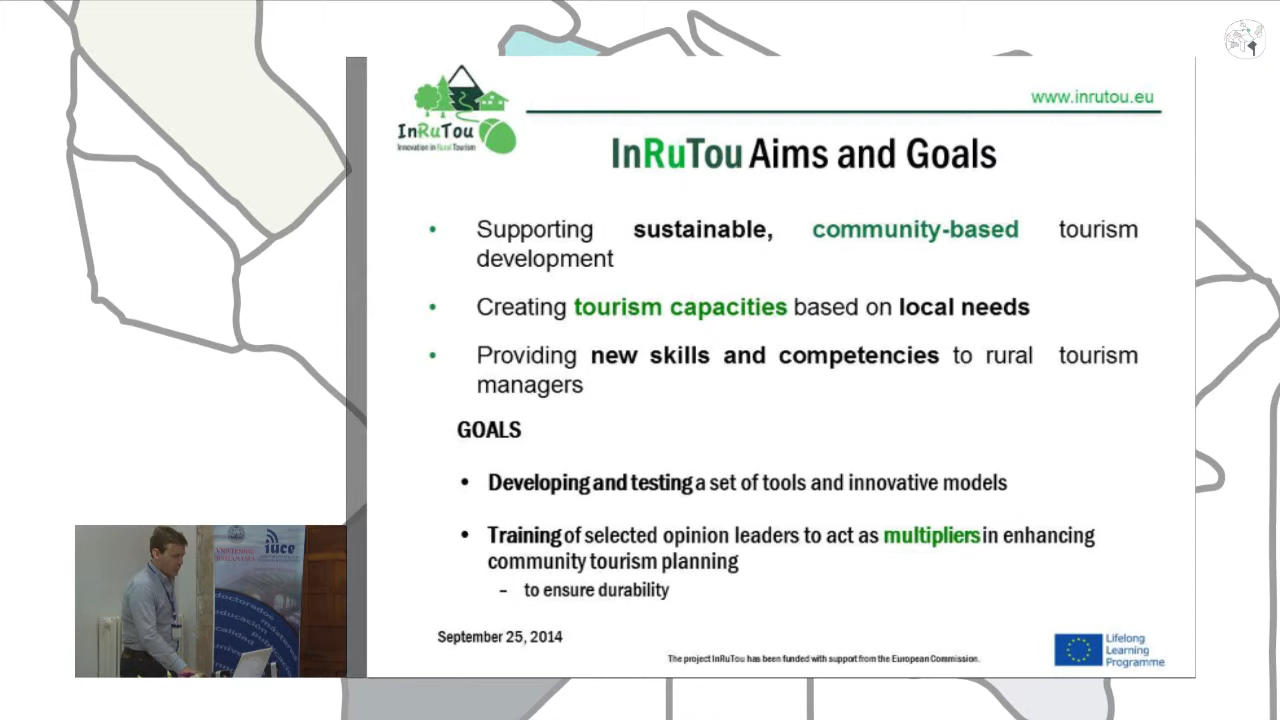 InRuTou
Innovation in Rural Tourism
www.inrutou.eu
InRuTou Aims and Goals
• Supporting sustainable, community-based tourism
development
• Creating tourism capacities based on local needs
• Providing new skills and competencies to rural tourism
managers
GOALS
• Developing and testing a set of tools and innovative models
• Training of selected opinion leaders to act as multipliers in enhancing
community tourism planning
– to ensure durability
September 25, 2014
The project InRuTou has been funded with support from the European Commission.
Lifelong
Learning
Programme
iuce
doctorados
másteres
educación
calidad